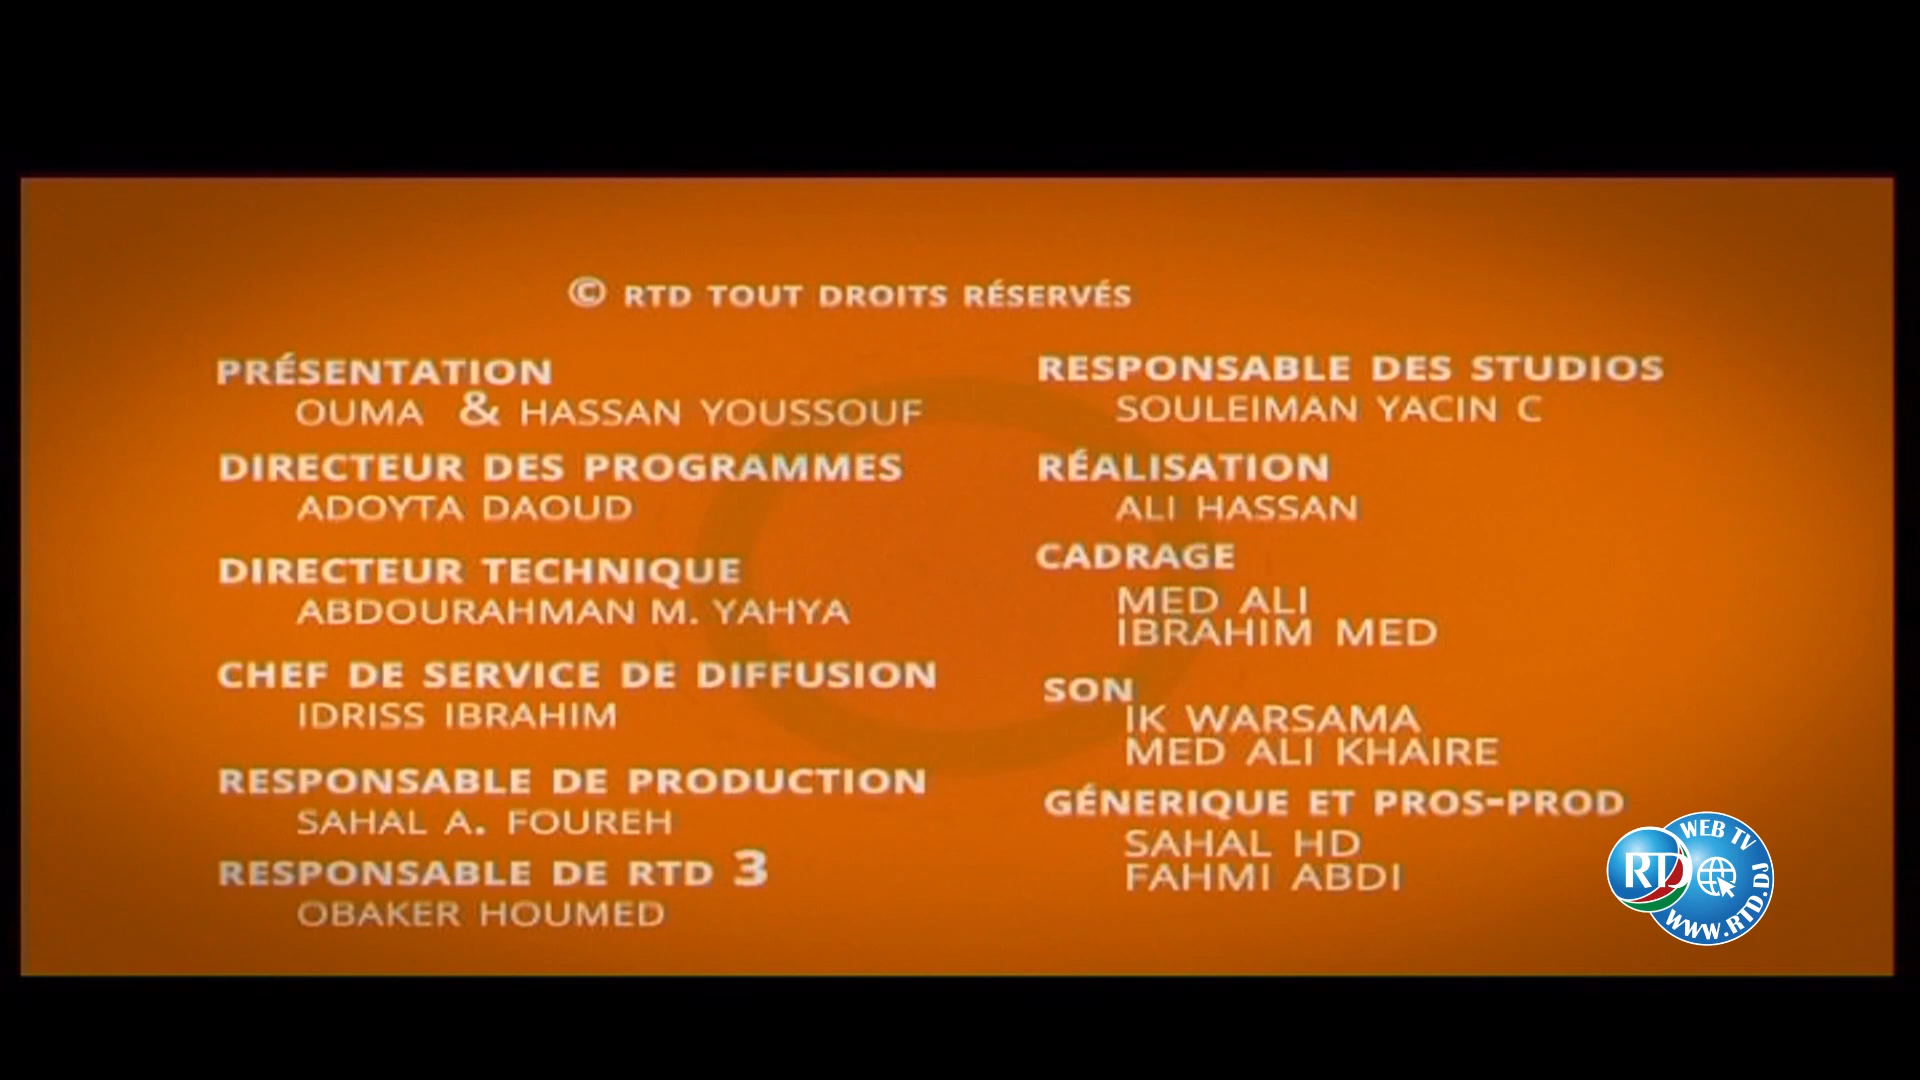 © RTD TOUT DROITS RÉSERVÉS
PRÉSENTATION
OUMA & HASSAN YOUSSOUF
DIRECTEUR DES PROGRAMMES
ADOYTA DAOUD
DIRECTEUR TECHNIQUE
ABDOURAHMAN M. YAHYA
CHEF DE SERVICE DE DIFFUSION
IDRISS IBRAHIM
RESPONSABLE DE PRODUCTION
SAHAL A. FOUREH
RESPONSABLE DE RTD 3
OBAKER HOUMED
RESPONSABLE DES STUDIOS
SOULEIMAN YACIN C
RÉALISATION
ALI HASSAN
CADRAGE
MED ALI
IBRAHIM MED
SON
IK WARSAMA
MED ALI KHAIRE
GÉNERIQUE ET PROS-PROD
SAHAL HD
FAHMI ABDI
WEB TV
RTD
WWW.RTD.DJ